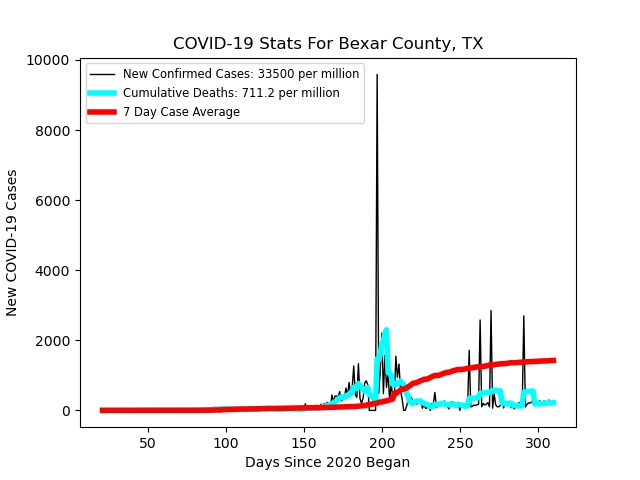 COVID-19 Stats For Bexar County, TX
New Confirmed Cases: 33500 per million
Cumulative Deaths: 711.2 per million
7 Day Case Average
10000
8000
6000
4000
2000
0
New COVID-19 Cases
50 100 150 200 250 300
Days Since 2020 Began